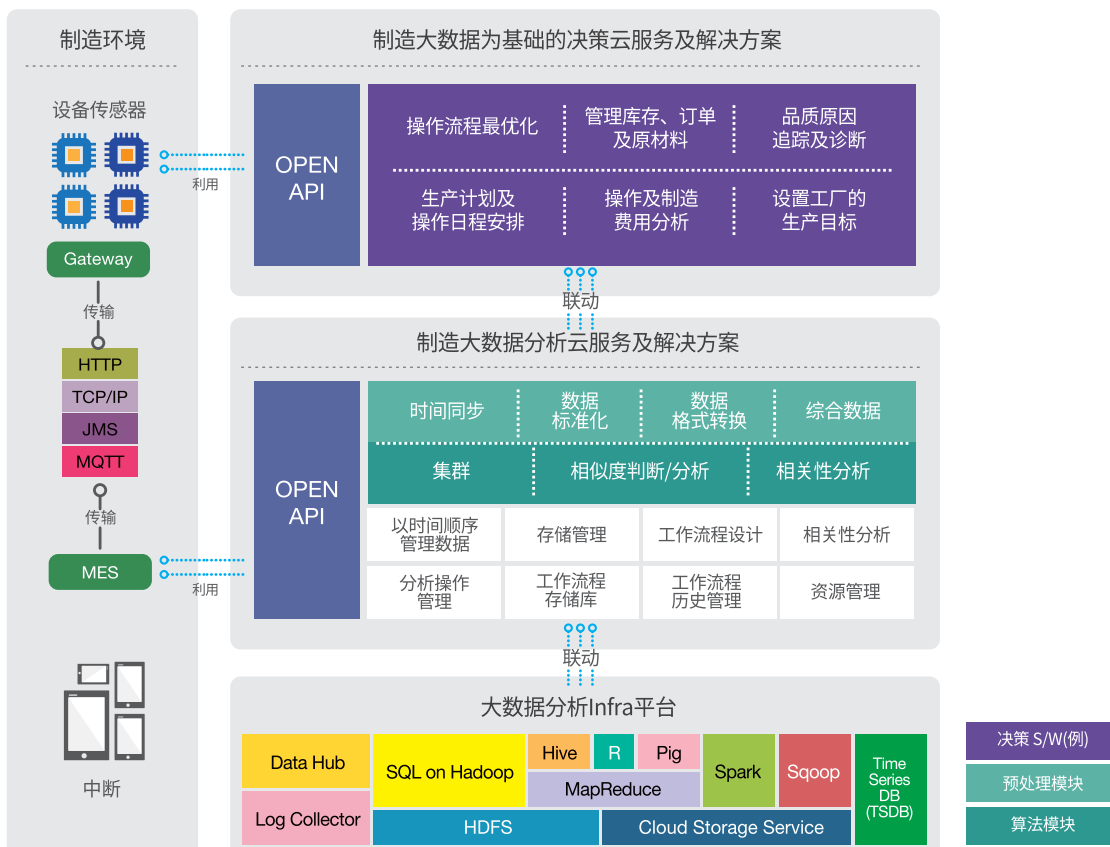 制造环境
设备传感器
利用
Gateway
传输
HTTP
TCP/IP
JMS
MQTT
传输
MES
利用
中断
制造大数据为基础的决策云服务及解决方案
OPEN
API
操作流程最优化
管理库存、订单
及原材料
品质原因
追踪及诊断
生产计划及
操作日程安排
操作及制造
费用分析
设置工厂的
生产目标
联动
制造大数据分析云服务及解决方案
OPEN
API
时间同步
数据
标准化
数据
格式转换
综合数据
集群
相似度判断/分析
相关性分析
以时间顺序
管理数据
存储管理
工作流程设计
相关性分析
分析操作
管理
工作流程
存储库
工作流程
历史管理
资源管理
联动
大数据分析Infra平台
Data Hub
Log Collector
SQL on Hadoop
Hive
R
Pig
MapReduce
Spark
Sqoop
HDFS
Cloud Storage Service
Time
Series
DB
(TSDB)
决策 S/W(例)
预处理模块
算法模块